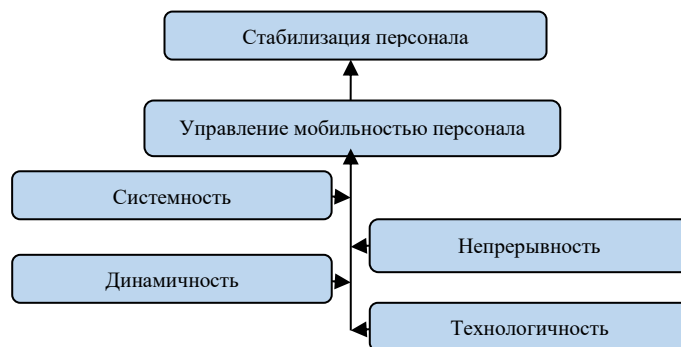 Стабилизация персонала
Управление мобильностью персонала
Системность
Непрерывность
Динамичность
Технологичность